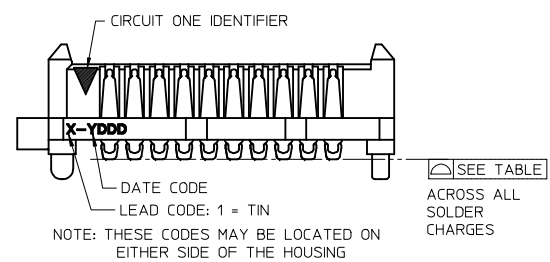 CIRCUIT ONE IDENTIFIER
X-YDDD
DATE CODE
LEAD CODE: 1 = TIN
NOTE: THESE CODES MAY BE LOCATED ON
EITHER SIDE OF THE HOUSING
SEE TABLE
ACROSS ALL
SOLDER
CHARGES